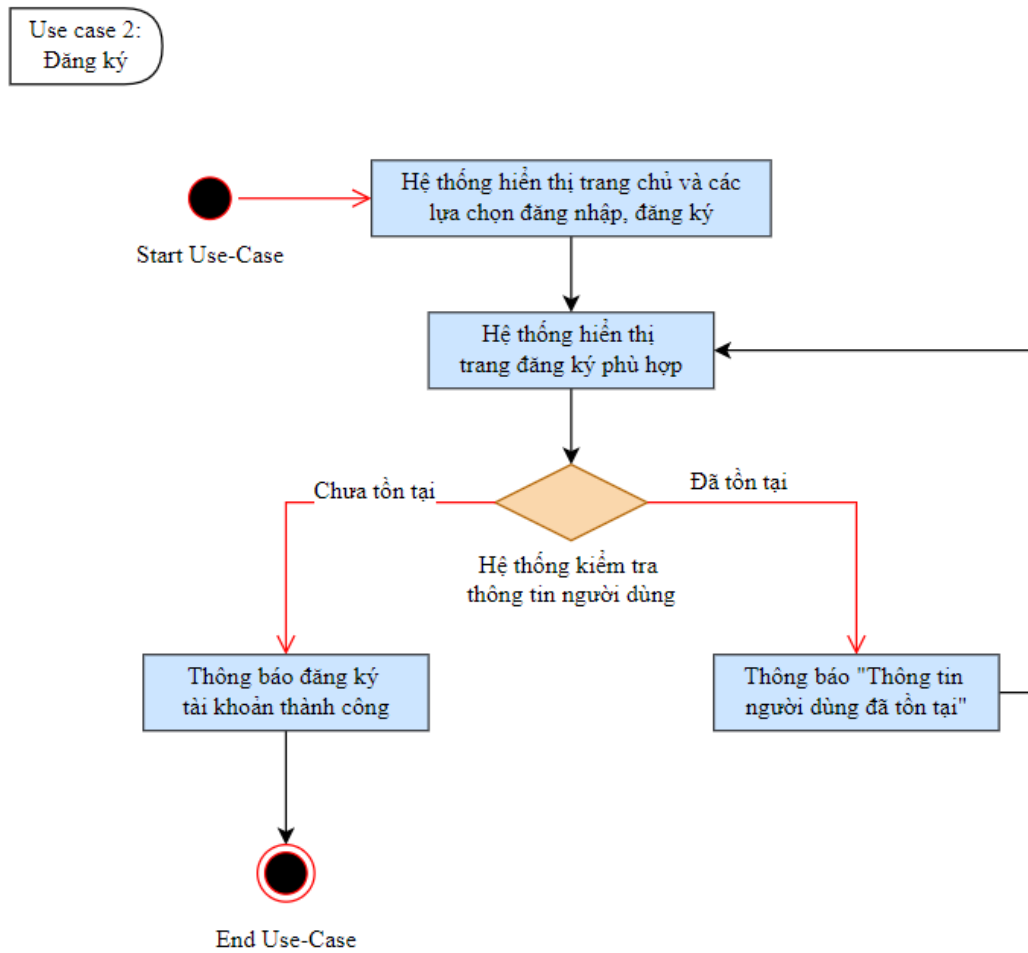 Use case 2:
Đăng ký
Hệ thống hiển thị trang chủ và các
lựa chọn đăng nhập, đăng ký
Start Use-Case
Hệ thống hiển thị
trang đăng ký phù hợp
Chưa tồn tại
Đã tồn tại
Hệ thống kiểm tra
thông tin người dùng
Thông báo đăng ký
tài khoản thành công
Thông báo "Thông tin
người dùng đã tồn tại"
End Use-Case